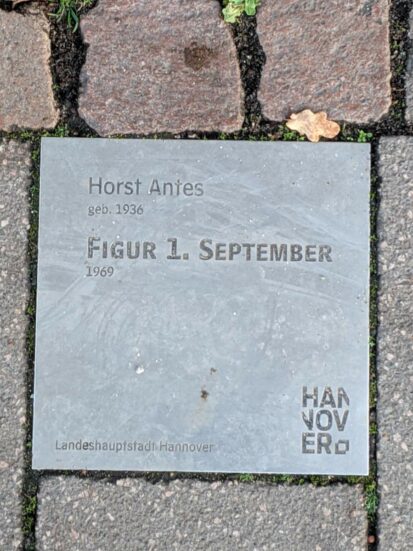 Horst Antes
geb. 1936
FIGUR 1. SEPTEMBER
1969
HAN
NOV
ER
Landeshauptstadt Hannover